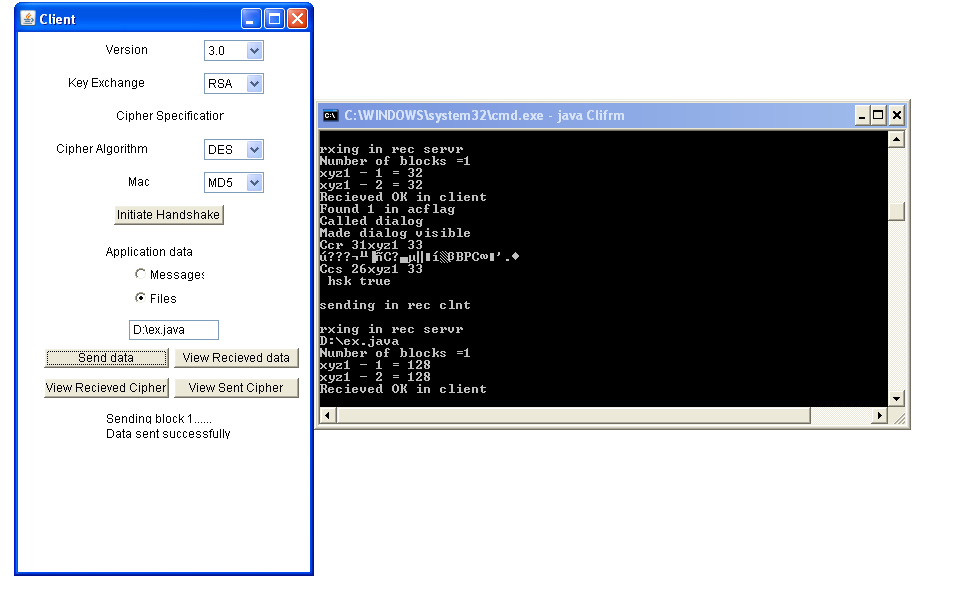 Client
Version 3.0
Key Exchange RSA
Cipher Specification
Cipher Algorithm DES
Mac MD5
Initiate Handshake
Application data
Messages
Files
D:\ex.java
Send data View Recieved data
View Recieved Cipher View Sent Cipher
Sending block 1......
Data sent successfully
C:\WINDOWS\system32\cmd.exe - java Clifrm
rxing in rec servr
Number of blocks =1
xyz1 - 1 = 32
xyz1 - 2 = 32
Recieved OK in client
Found 1 in acflag
Called dialog
Made dialog visible
Ccr 31xyz1 33
Ccs 26xyz1 33
hsk true
sending in rec clnt
rxing in rec servr
D:\ex.java
Number of blocks =1
xyz1 - 1 = 128
xyz1 - 2 = 128
Recieved OK in client